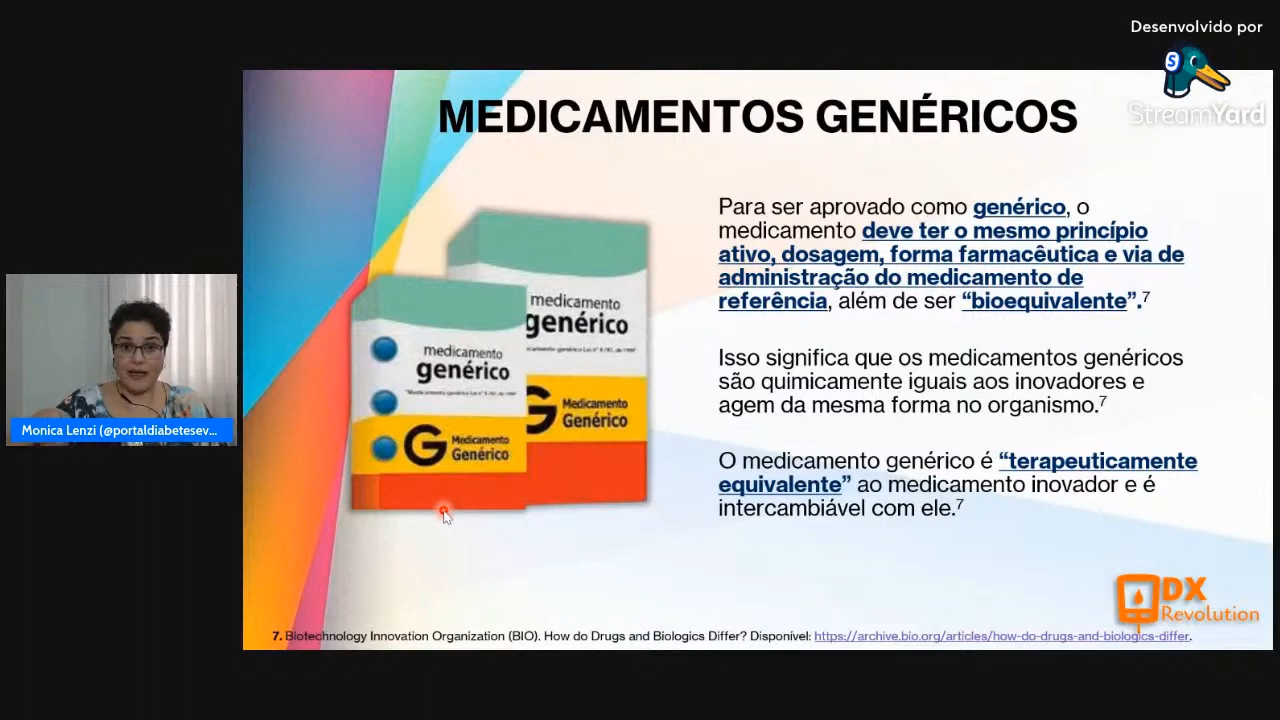 Desenvolvido por
S
StreamYard
MEDICAMENTOS GENÉRICOS
Para ser aprovado como genérico, o
medicamento deve ter o mesmo princípio
ativo, dosagem, forma farmacêutica e via de
administração do medicamento de
referência, além de ser “bioequivalente”.⁷
Isso significa que os medicamentos genéricos
são quimicamente iguais aos inovadores e
agem da mesma forma no organismo.⁷
O medicamento genérico é “terapeuticamente
equivalente” ao medicamento inovador e é
intercambiável com ele.⁷
medicamento
genérico
Medicamento
Genérico
medicamento
genérico
G Medicamento
Genérico
Monica Lenzi (@portaldiabetesev...
DX
Revolution
7. Biotechnology Innovation Organization (BIO). How do Drugs and Biologics Differ? Disponível: https://archive.bio.org/articles/how-do-drugs-and-biologics-differ.